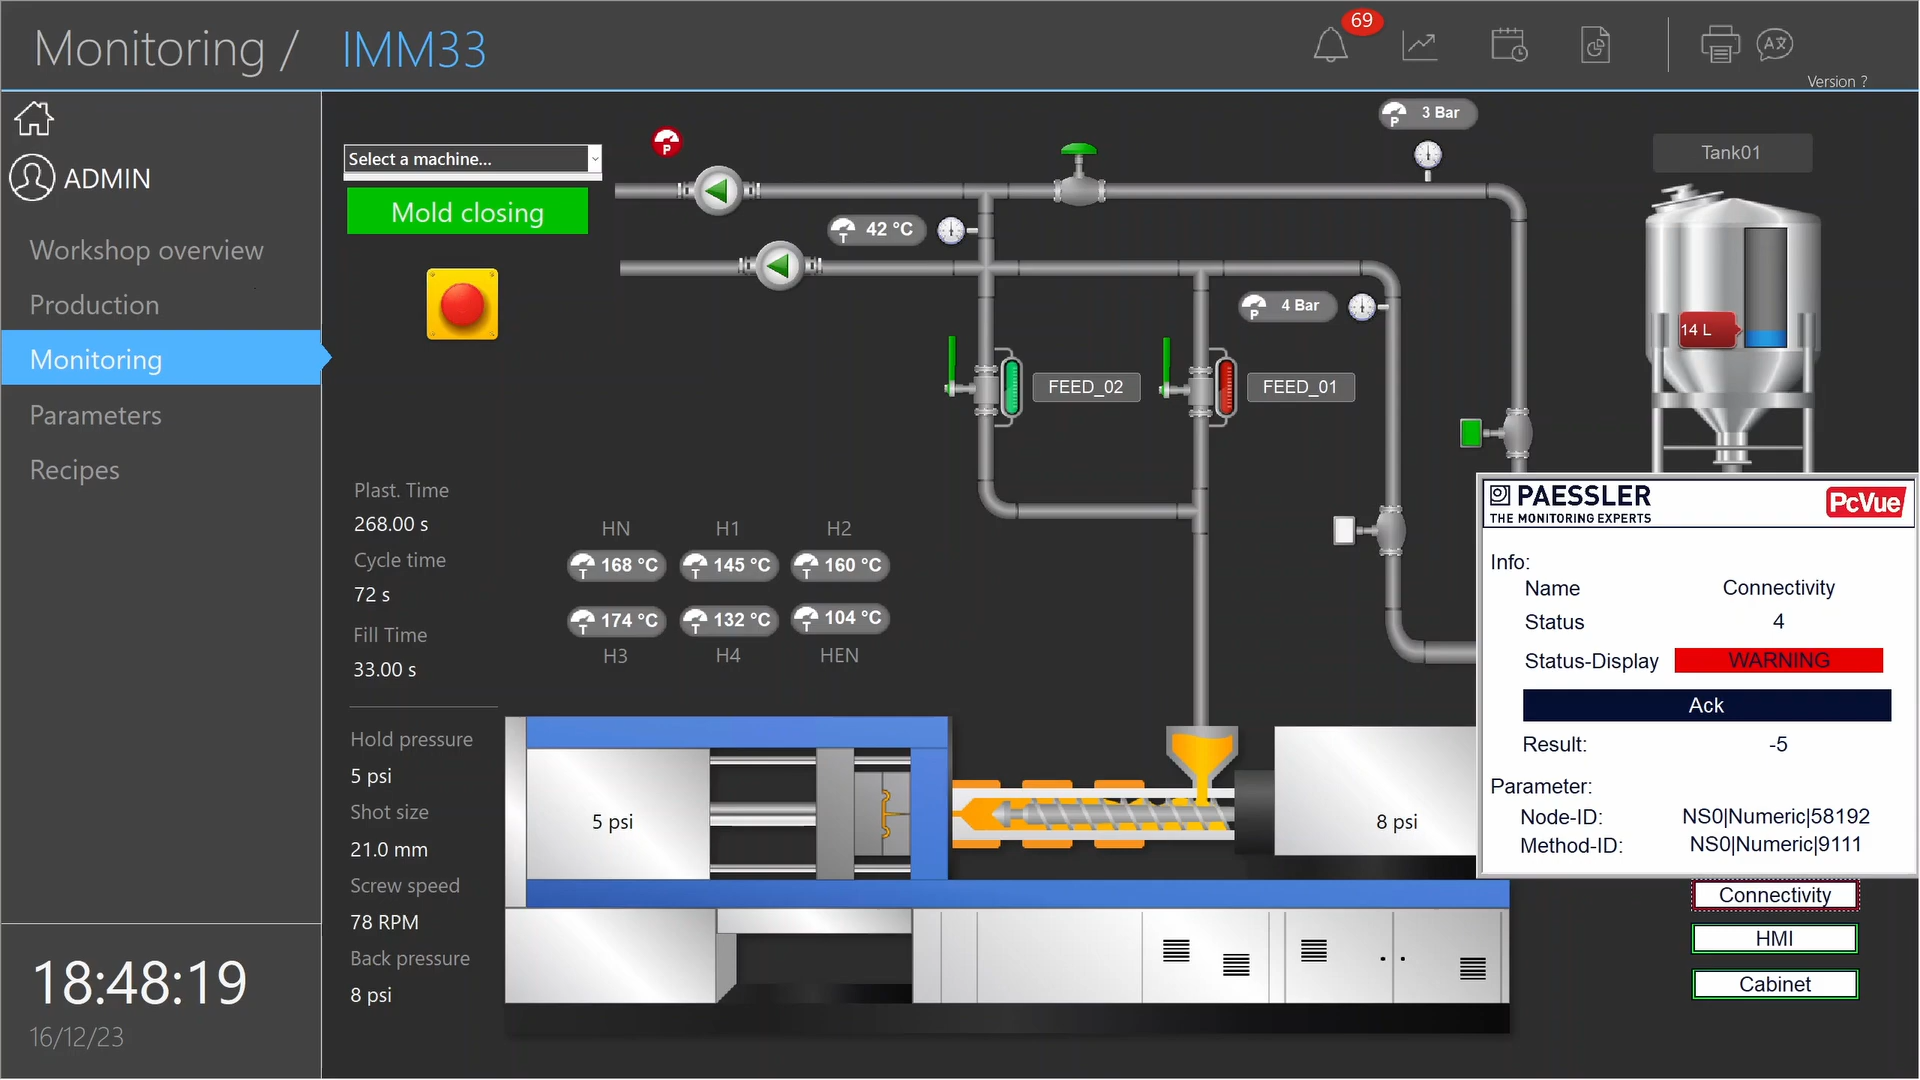 Monitoring / IMM33
69
Version ?
ADMIN
Workshop overview
Production
Monitoring
Parameters
Recipes
18:48:19
16/12/23
Select a machine...
Mold closing
P
P 3 Bar
T 42 °C
P 4 Bar
Tank01
14 L
FEED_02
FEED_01
Plast. Time
268.00 s
Cycle time
72 s
Fill Time
33.00 s
HN H1 H2
T 168 °C T 145 °C T 160 °C
T 174 °C T 132 °C T 104 °C
H3 H4 HEN
Hold pressure
5 psi
Shot size
21.0 mm
Screw speed
78 RPM
Back pressure
8 psi
5 psi
8 psi
PAESSLER
THE MONITORING EXPERTS
PcVue
Info:
Name Connectivity
Status 4
Status-Display WARNING
Ack
Result: -5
Parameter:
Node-ID: NS0|Numeric|58192
Method-ID: NS0|Numeric|9111
Connectivity
HMI
Cabinet